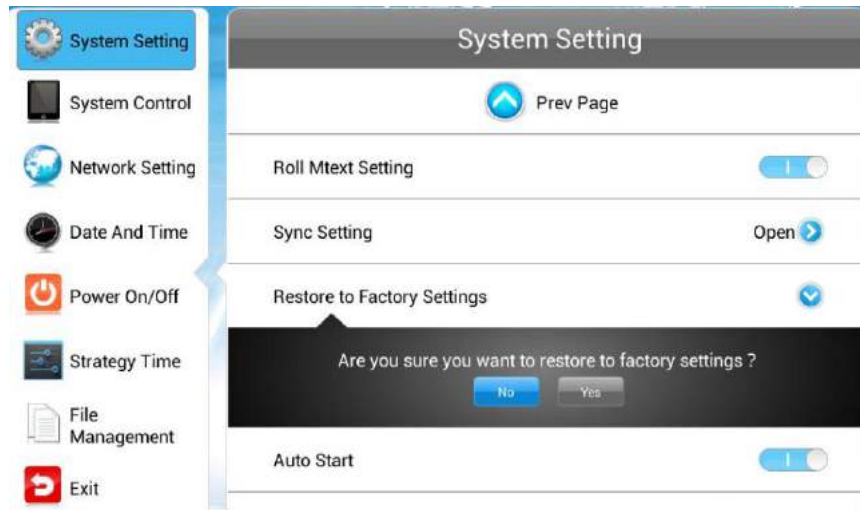 System Setting
System Control
Network Setting
Date And Time
Power On/Off
Strategy Time
File
Management
Exit
System Setting
Prev Page
Roll Mtext Setting
Sync Setting
Open
Restore to Factory Settings
Are you sure you want to restore to factory settings ?
No
Yes
Auto Start